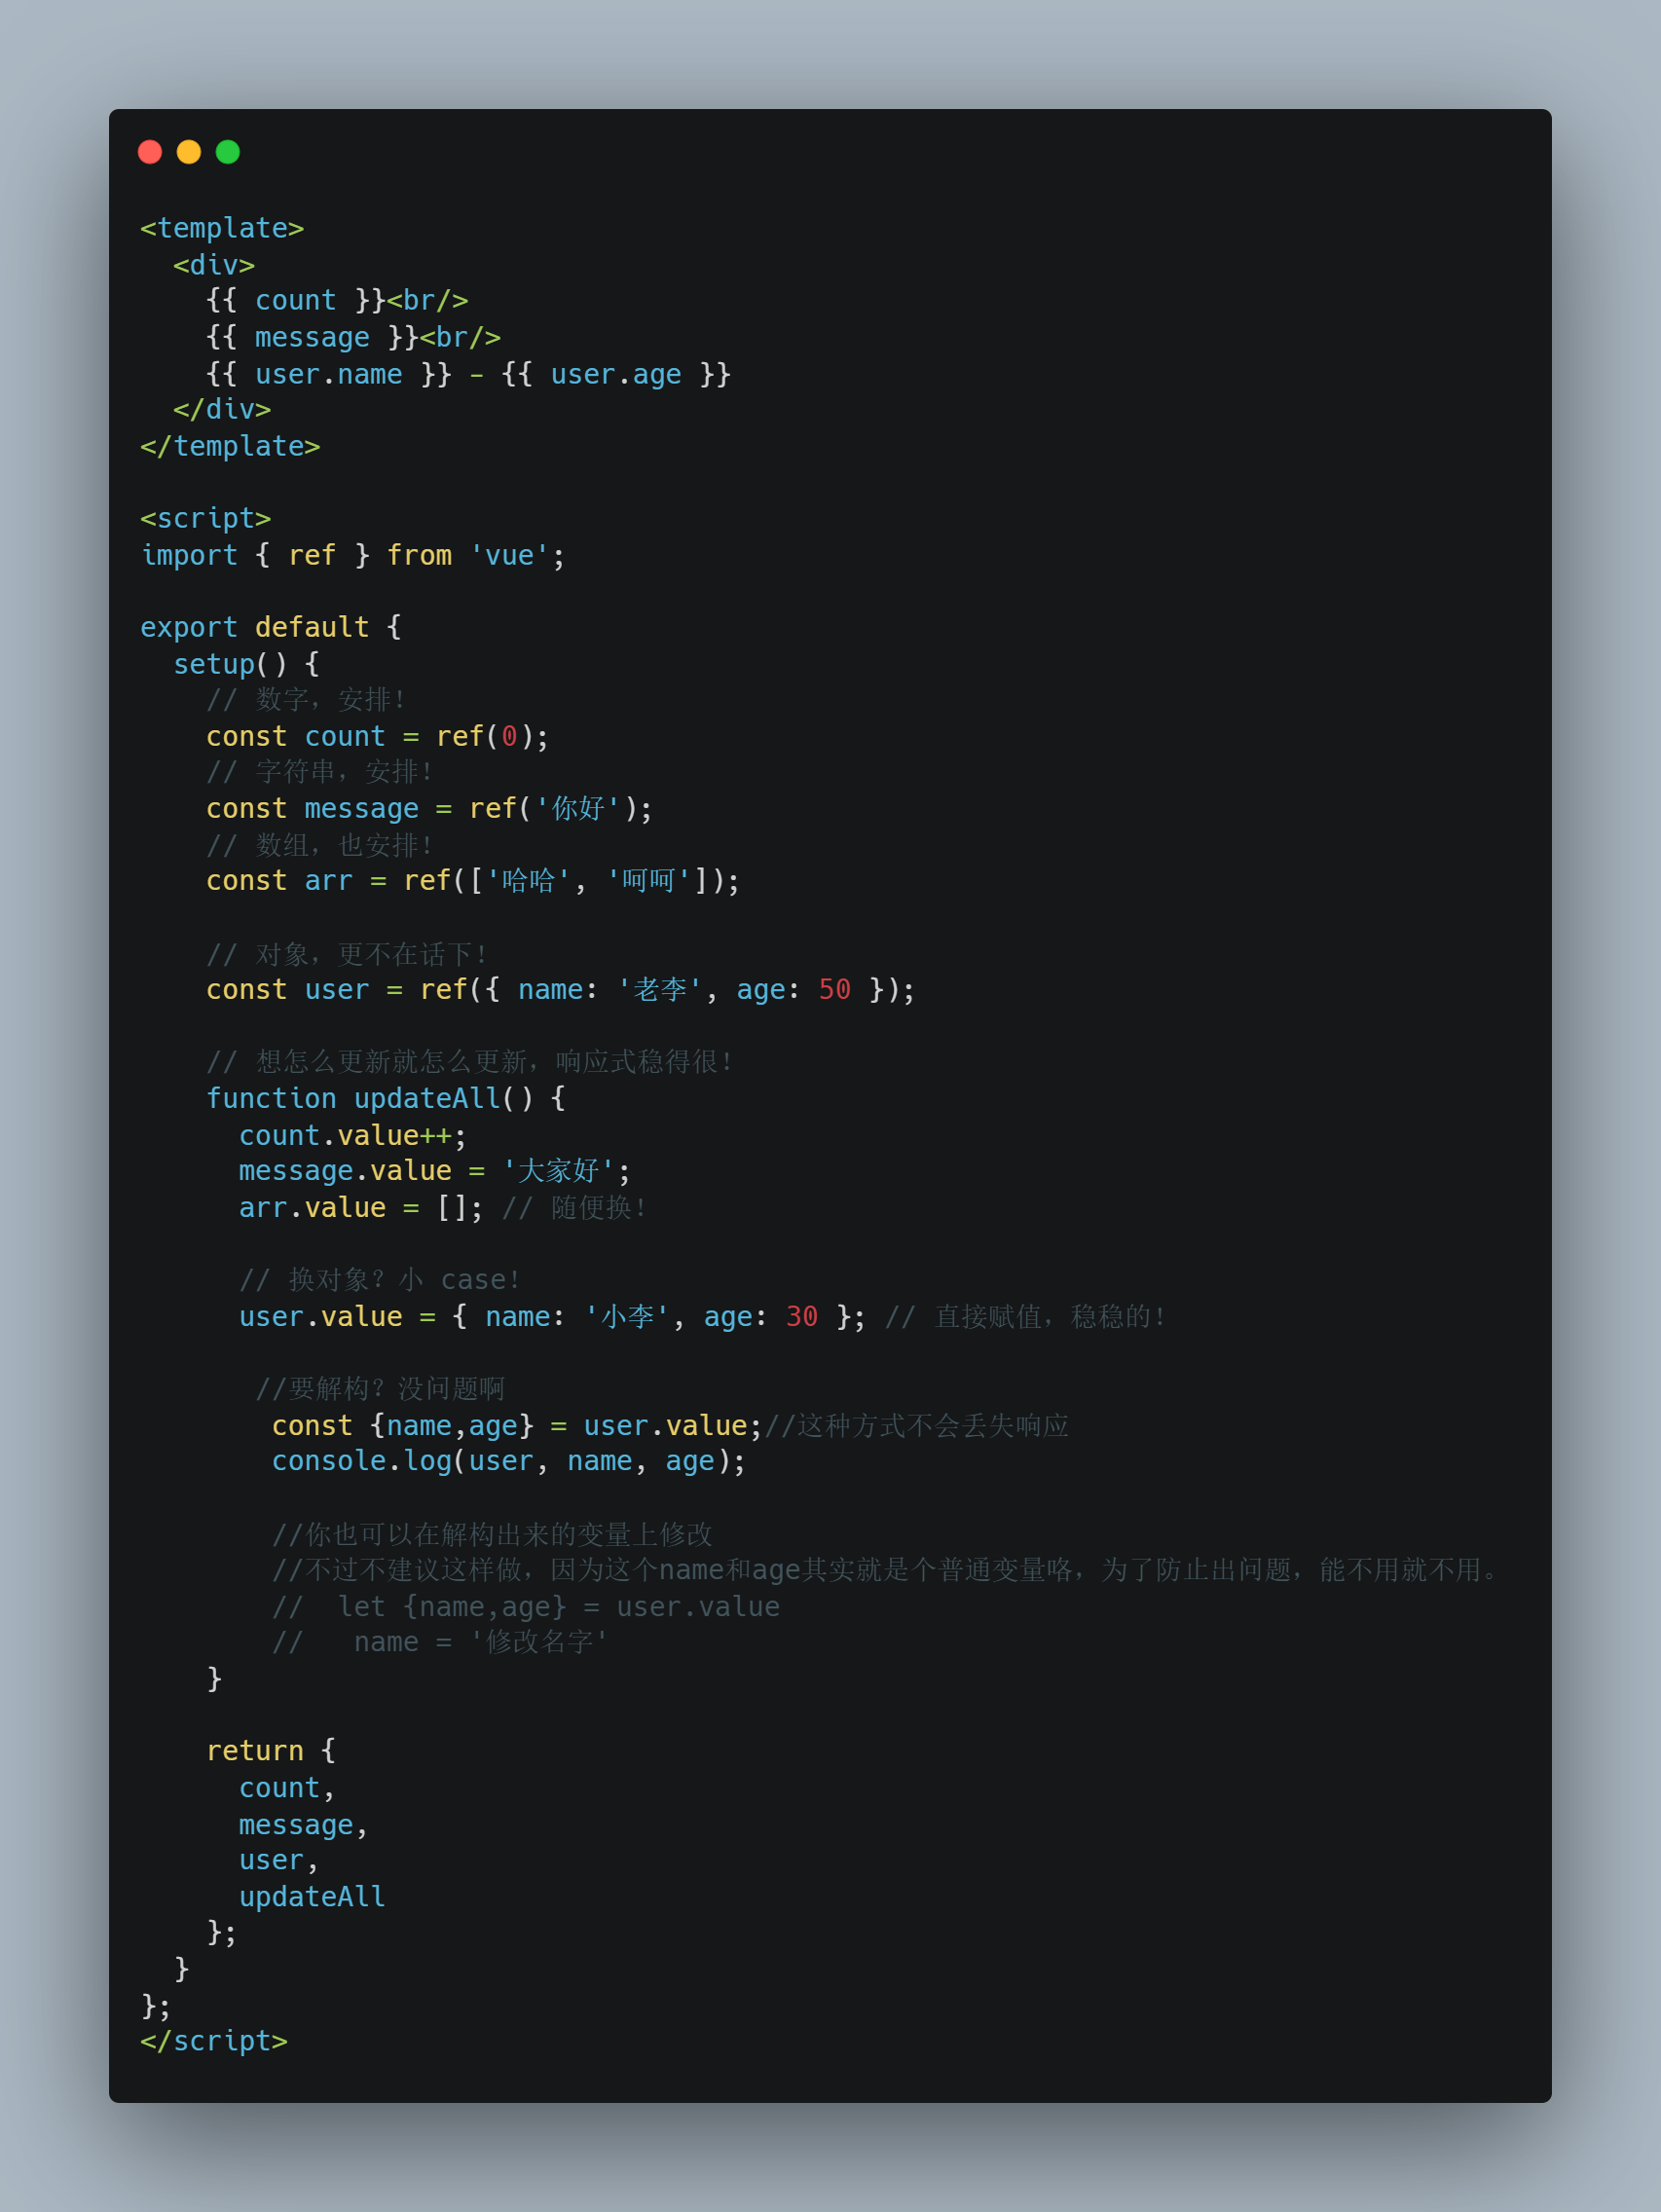 <template>
  <div>
    {{ count }}<br/>
    {{ message }}<br/>
    {{ user.name }} - {{ user.age }}
  </div>
</template>

<script>
import { ref } from 'vue';

export default {
  setup() {
    // 数字，安排！
    const count = ref(0);
    // 字符串，安排！
    const message = ref('你好');
    // 数组，也安排！
    const arr = ref(['哈哈', '呵呵']);

    // 对象，更不在话下！
    const user = ref({ name: '老李', age: 50 });

    // 想怎么更新就怎么更新，响应式稳得很！
    function updateAll() {
      count.value++;
      message.value = '大家好';
      arr.value = []; // 随便换！

      // 换对象？小 case！
      user.value = { name: '小李', age: 30 }; // 直接赋值，稳稳的！

       //要解构？没问题啊
        const {name,age} = user.value;//这种方式不会丢失响应
        console.log(user, name, age);

        //你也可以在解构出来的变量上修改
        //不过不建议这样做，因为这个name和age其实就是个普通变量咯，为了防止出问题，能不用就不用。
        //  let {name,age} = user.value
        //   name = '修改名字'
    }

    return {
      count,
      message,
      user,
      updateAll
    };
  }
};
</script>